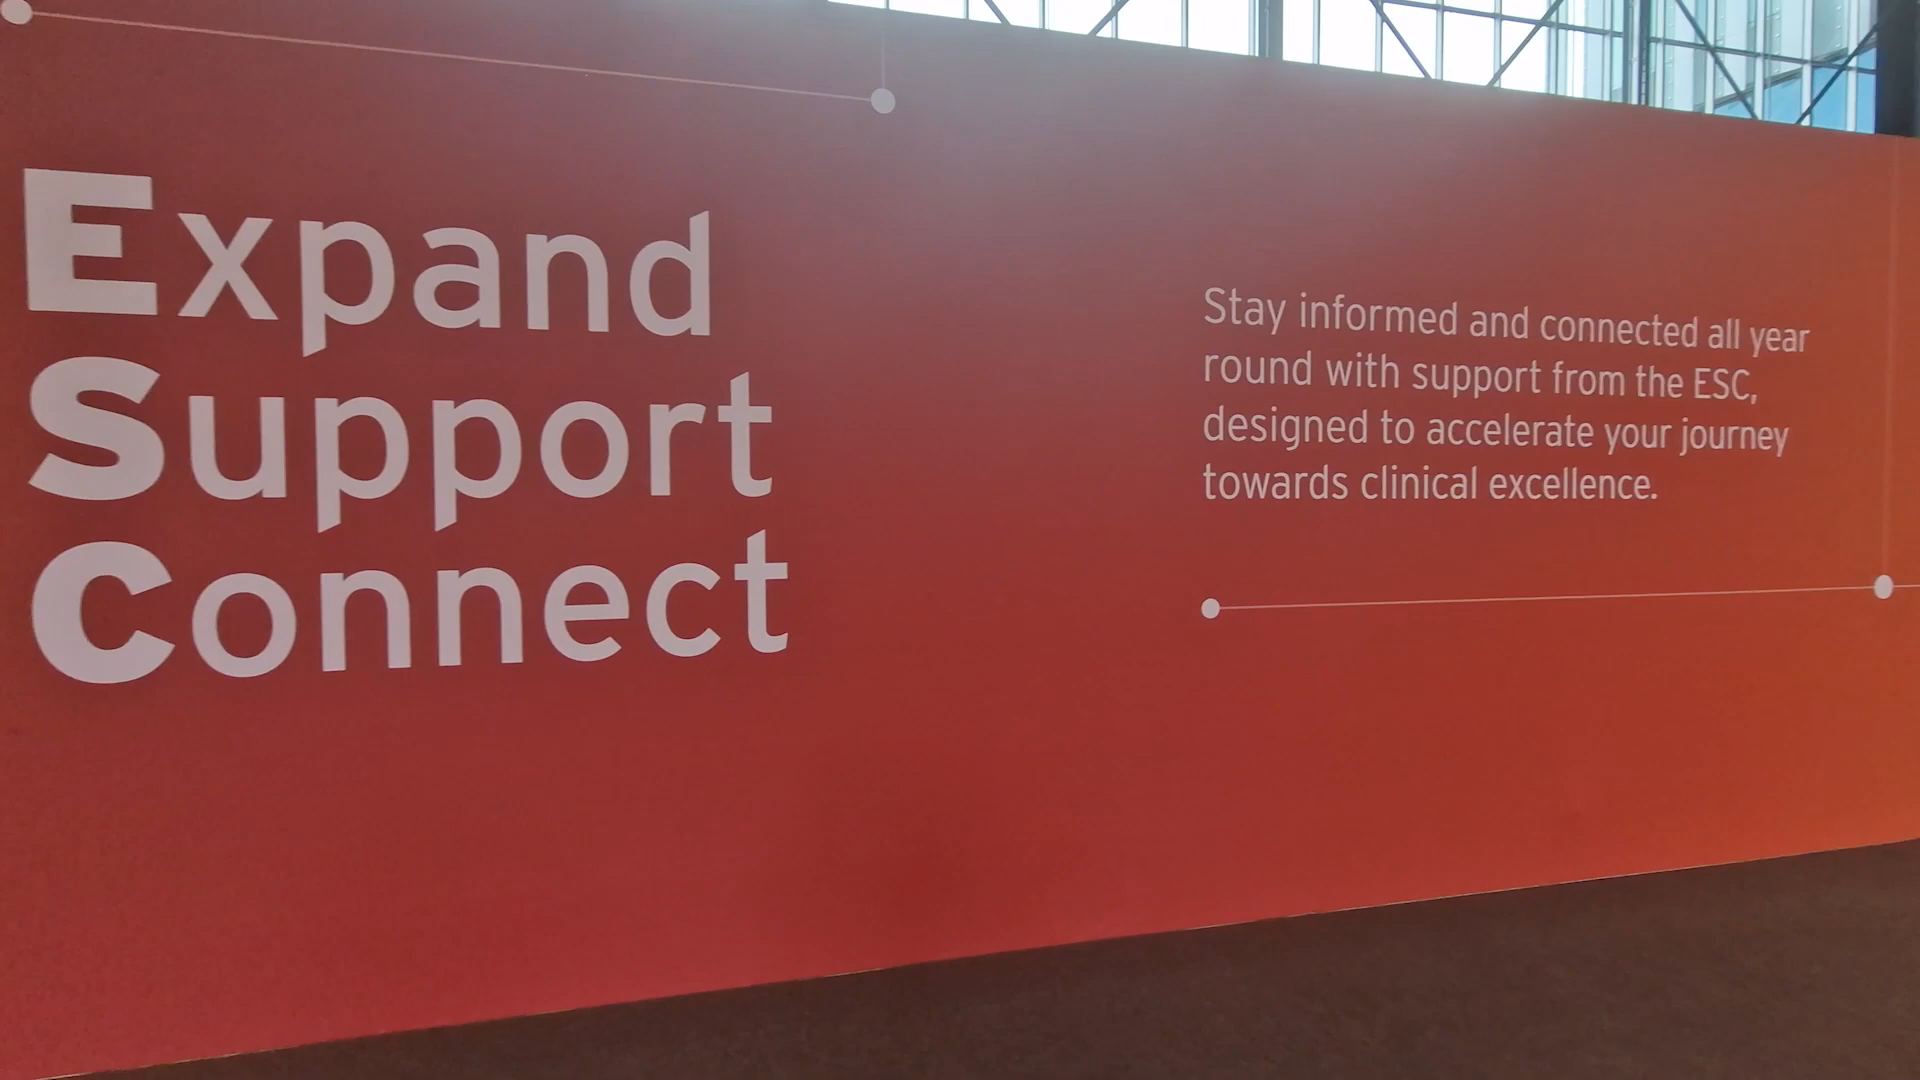 Expand
Support
Connect
Stay informed and connected all year
round with support from the ESC,
designed to accelerate your journey
towards clinical excellence.